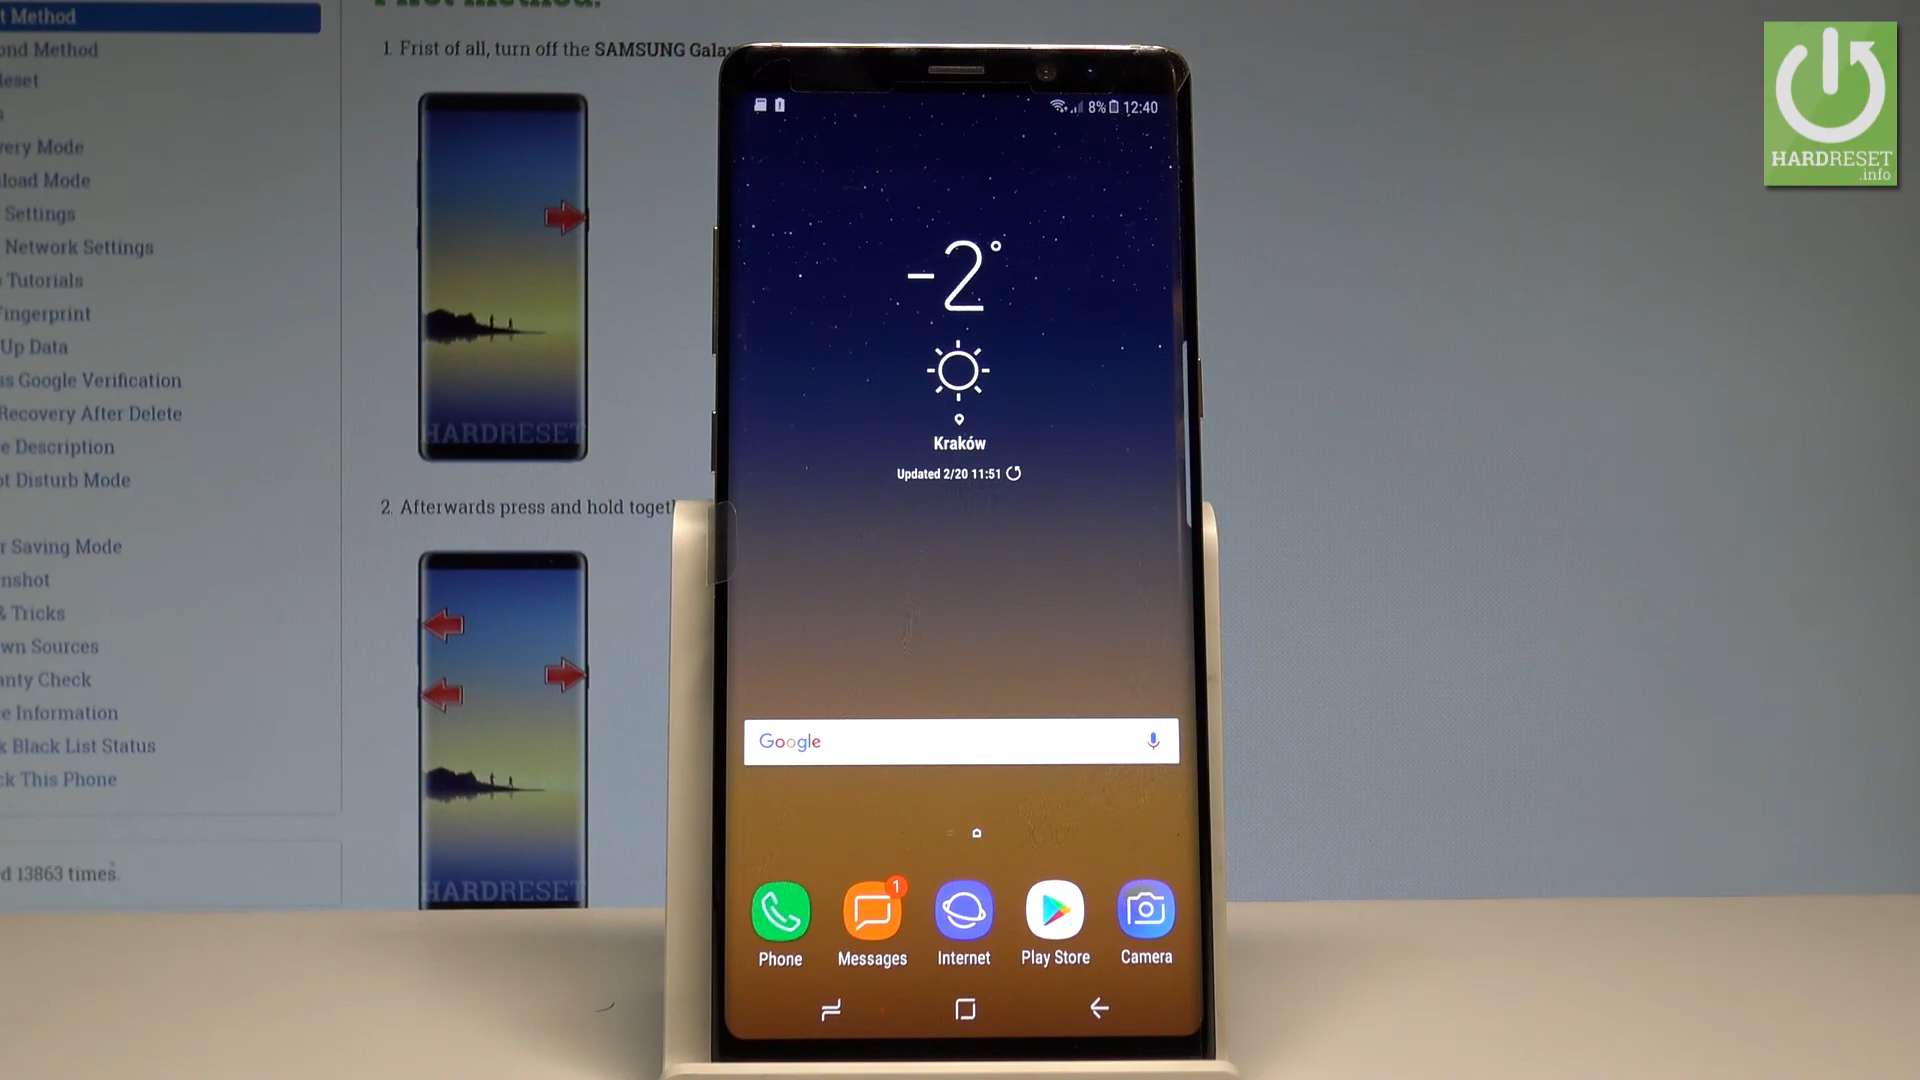 t Method
ond Method
eset
ery Mode
load Mode
Settings
Network Settings
Tutorials
Fingerprint
Up Data
ss Google Verification
Recovery After Delete
e Description
ot Disturb Mode
r Saving Mode
nshot
& Tricks
wn Sources
anty Check
e Information
k Black List Status
ck This Phone
d 13863 times.
1. Frist of all, turn off the SAMSUNG Gala
HARDRESET
2. Afterwards press and hold toget
HARDRESET
8% 12:40
-2°
Kraków
Updated 2/20 11:51
Google
1
Phone
Messages
Internet
Play Store
Camera
HARDRESET
.info